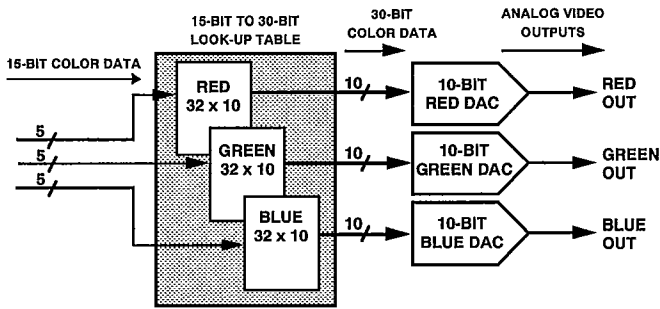 15-BIT TO 30-BIT
LOOK-UP TABLE
30-BIT
COLOR DATA
ANALOG VIDEO
OUTPUTS
15-BIT COLOR DATA
RED
32 x 10
10
10-BIT
RED DAC
RED
OUT
5
5
5
GREEN
32 x 10
10
10-BIT
GREEN DAC
GREEN
OUT
BLUE
32 x 10
10
10-BIT
BLUE DAC
BLUE
OUT